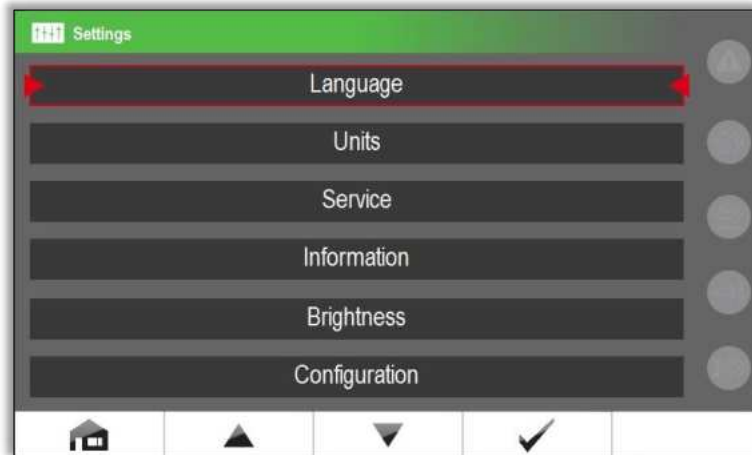 Settings
Language
Units
Service
Information
Brightness
Configuration